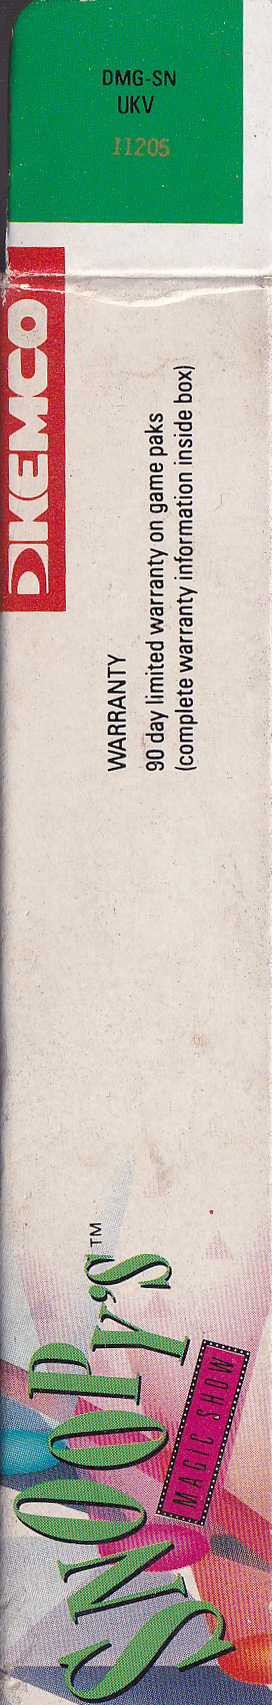 DMG-SN
UKV
11205
KEMCO
WARRANTY
90 day limited warranty on game paks
(complete warranty information inside box)
SNOOPY'S™
MAGIC SHOW